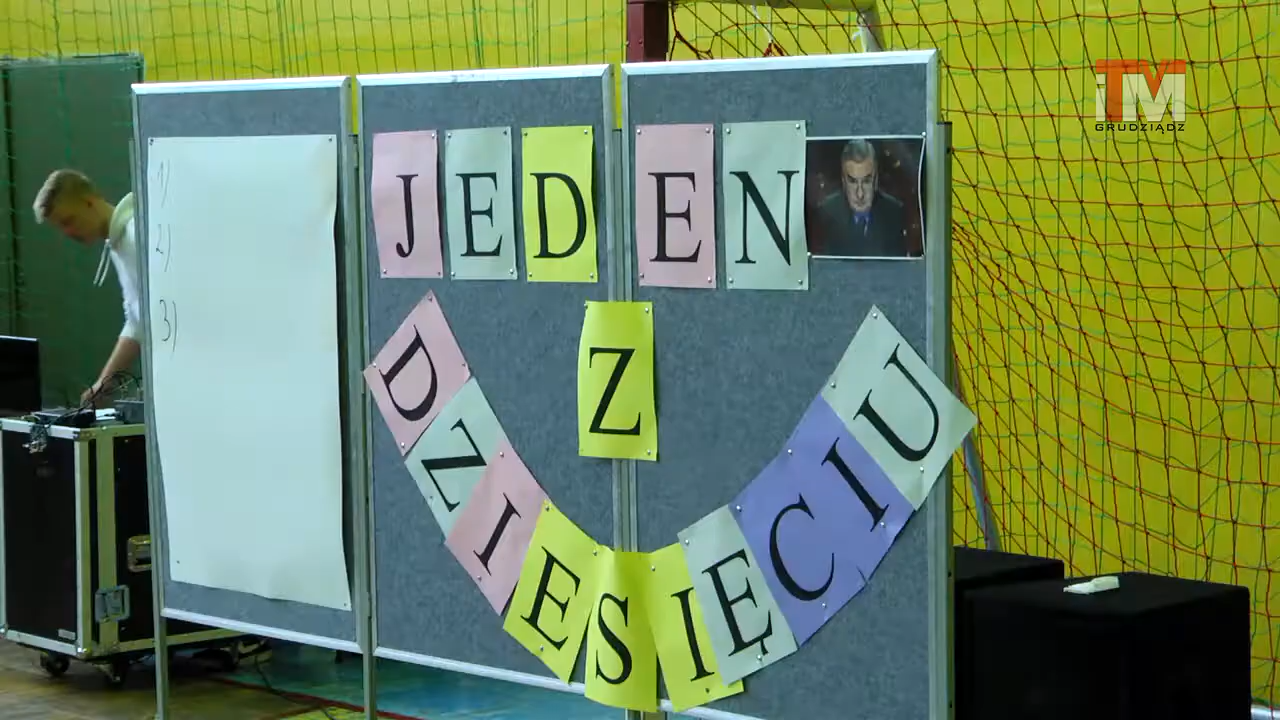 iTM
GRUDZIĄDZ
1)
2)
3)
JEDEN
Z
DZIESIĘCIU